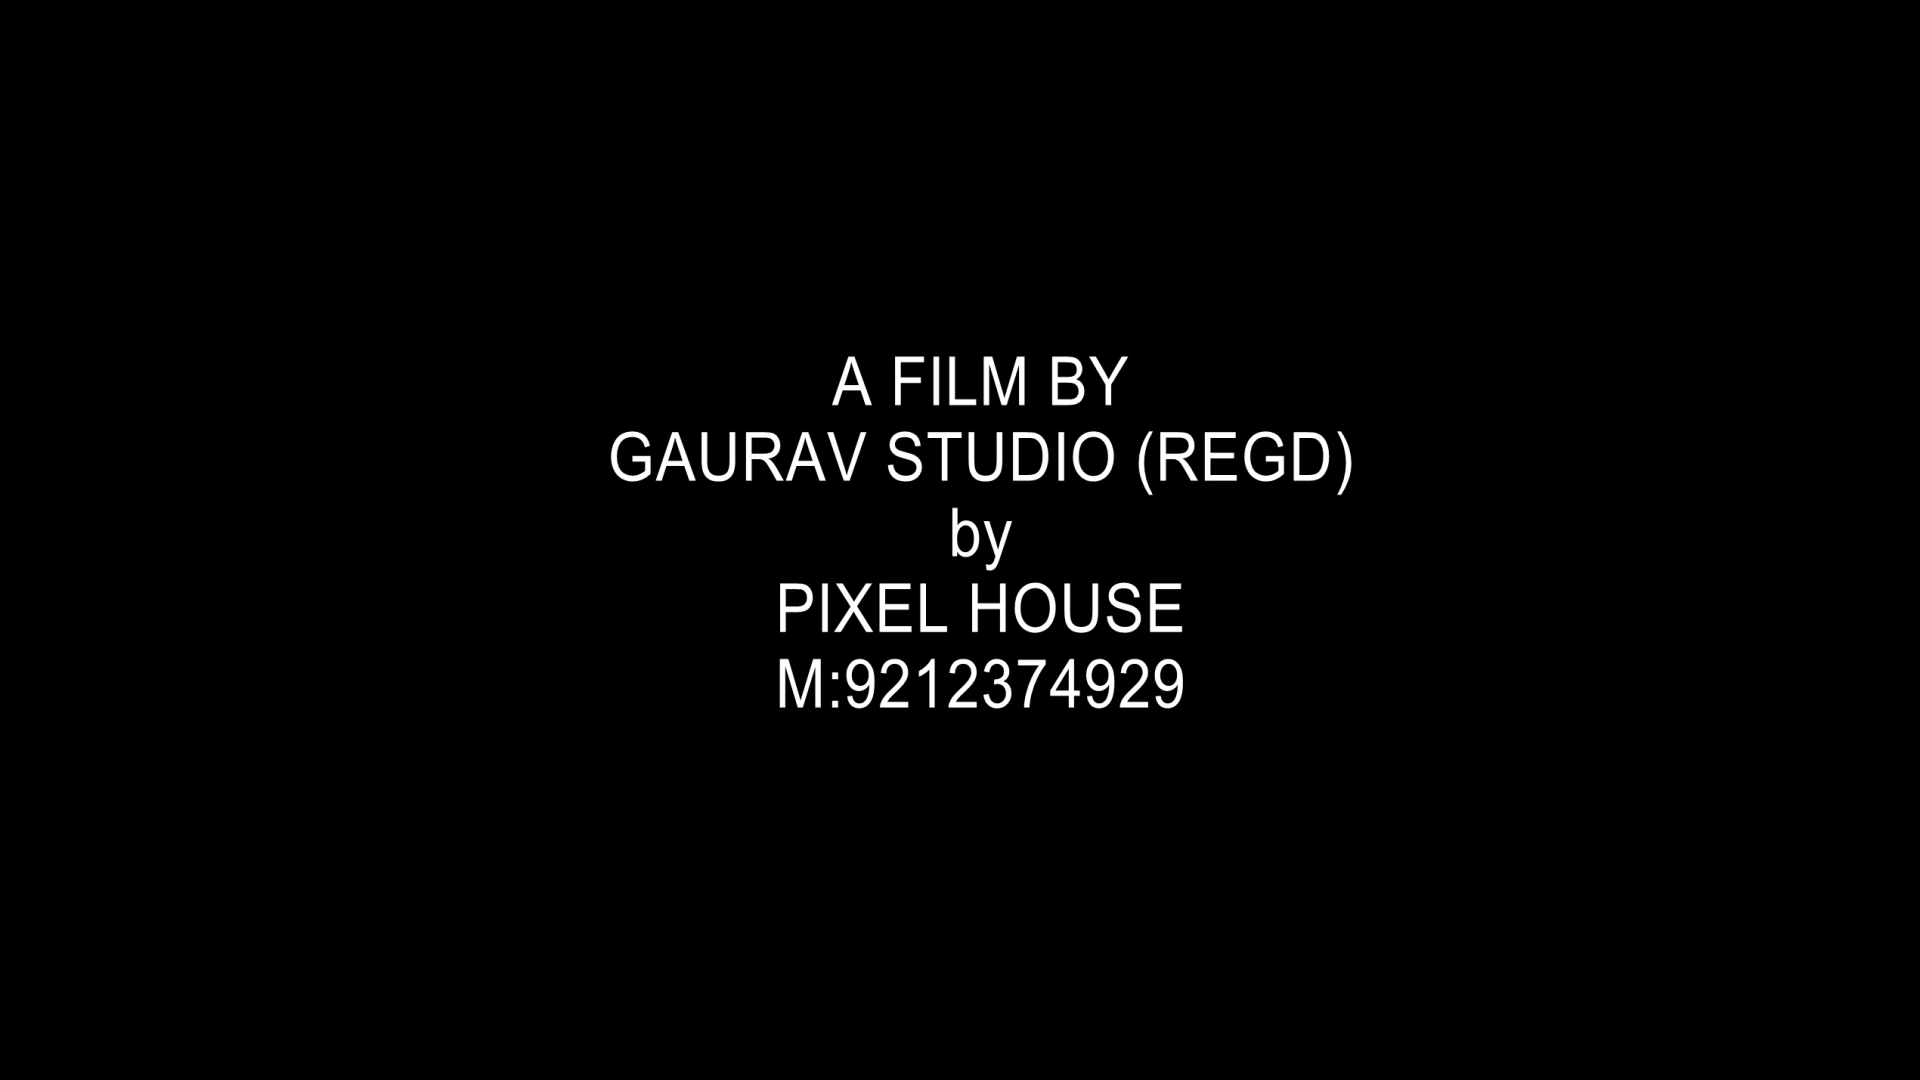 A FILM BY
GAURAV STUDIO (REGD)
by
PIXEL HOUSE
M:9212374929